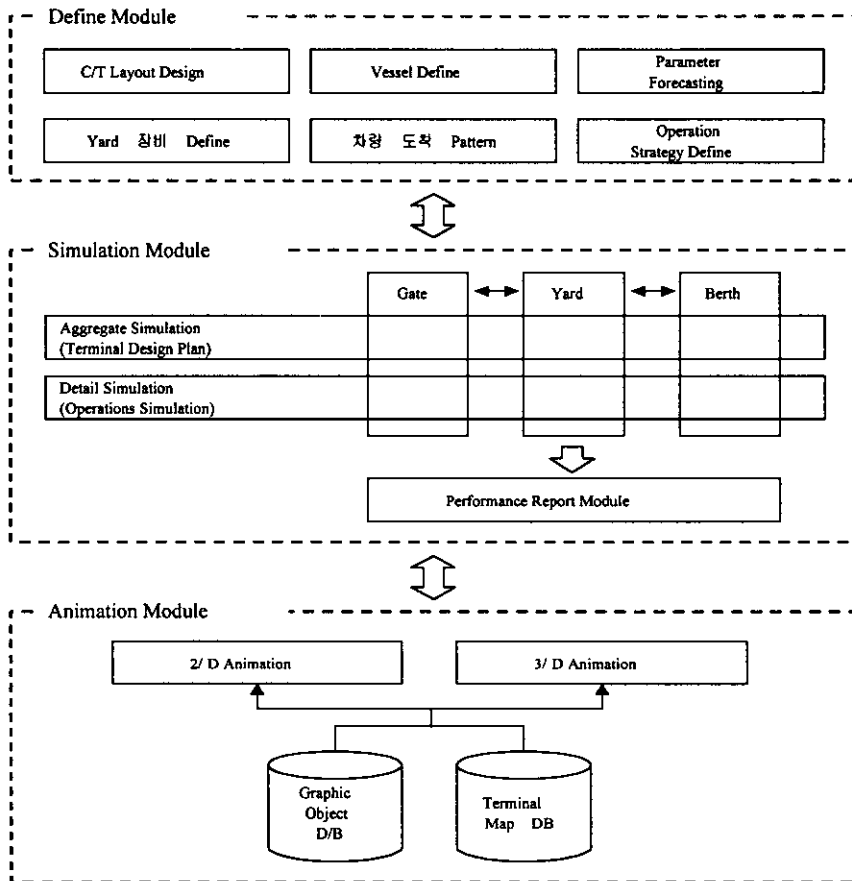 Define Module
C/T Layout Design
Vessel Define
Parameter
Forecasting
Yard 장비 Define
차량 도착 Pattern
Operation
Strategy Define
Simulation Module
Gate
Yard
Berth
Aggregate Simulation
(Terminal Design Plan)
Detail Simulation
(Operations Simulation)
Performance Report Module
Animation Module
2/ D Animation
3/ D Animation
Graphic
Object
D/B
Terminal
Map DB